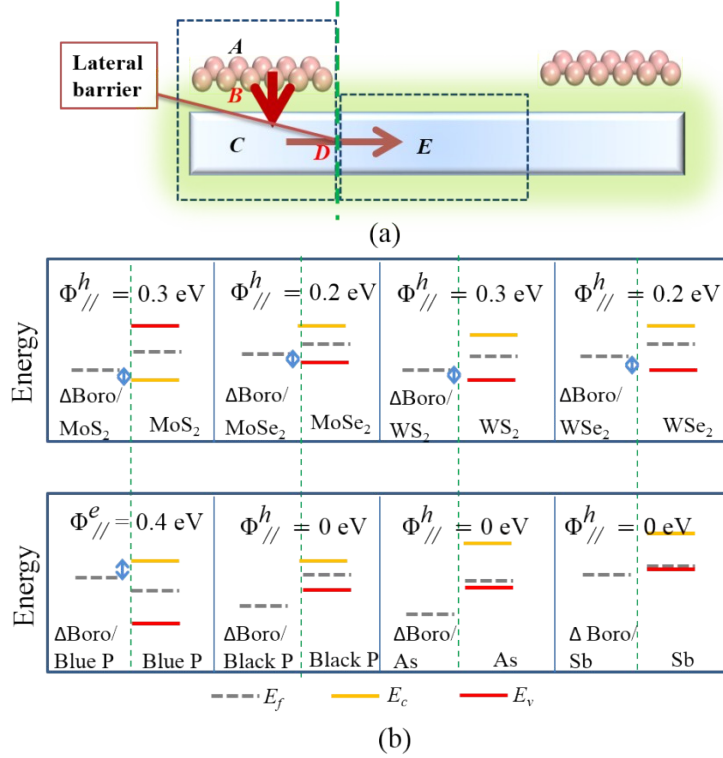 A
Lateral
barrier
B
C
D
E
(a)
Energy
Φ^h_// = 0.3 eV
Φ^h_// = 0.2 eV
Φ^h_// = 0.3 eV
Φ^h_// = 0.2 eV
ΔBoro/
MoS₂
MoS₂
ΔBoro/
MoSe₂
MoSe₂
ΔBoro/
WS₂
WS₂
ΔBoro/
WSe₂
WSe₂
Energy
Φ^e_// = 0.4 eV
Φ^h_// = 0 eV
Φ^h_// = 0 eV
Φ^h_// = 0 eV
ΔBoro/
Blue P
Blue P
ΔBoro/
Black P
Black P
ΔBoro/
As
As
Δ Boro/
Sb
Sb
E_f
E_c
E_v
(b)